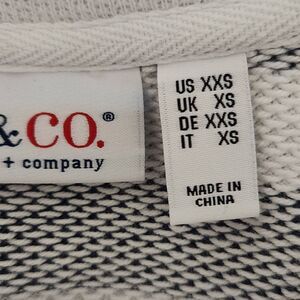 &CO.®
+ company
US XXS
UK XS
DE XXS
IT XS
MADE IN
CHINA